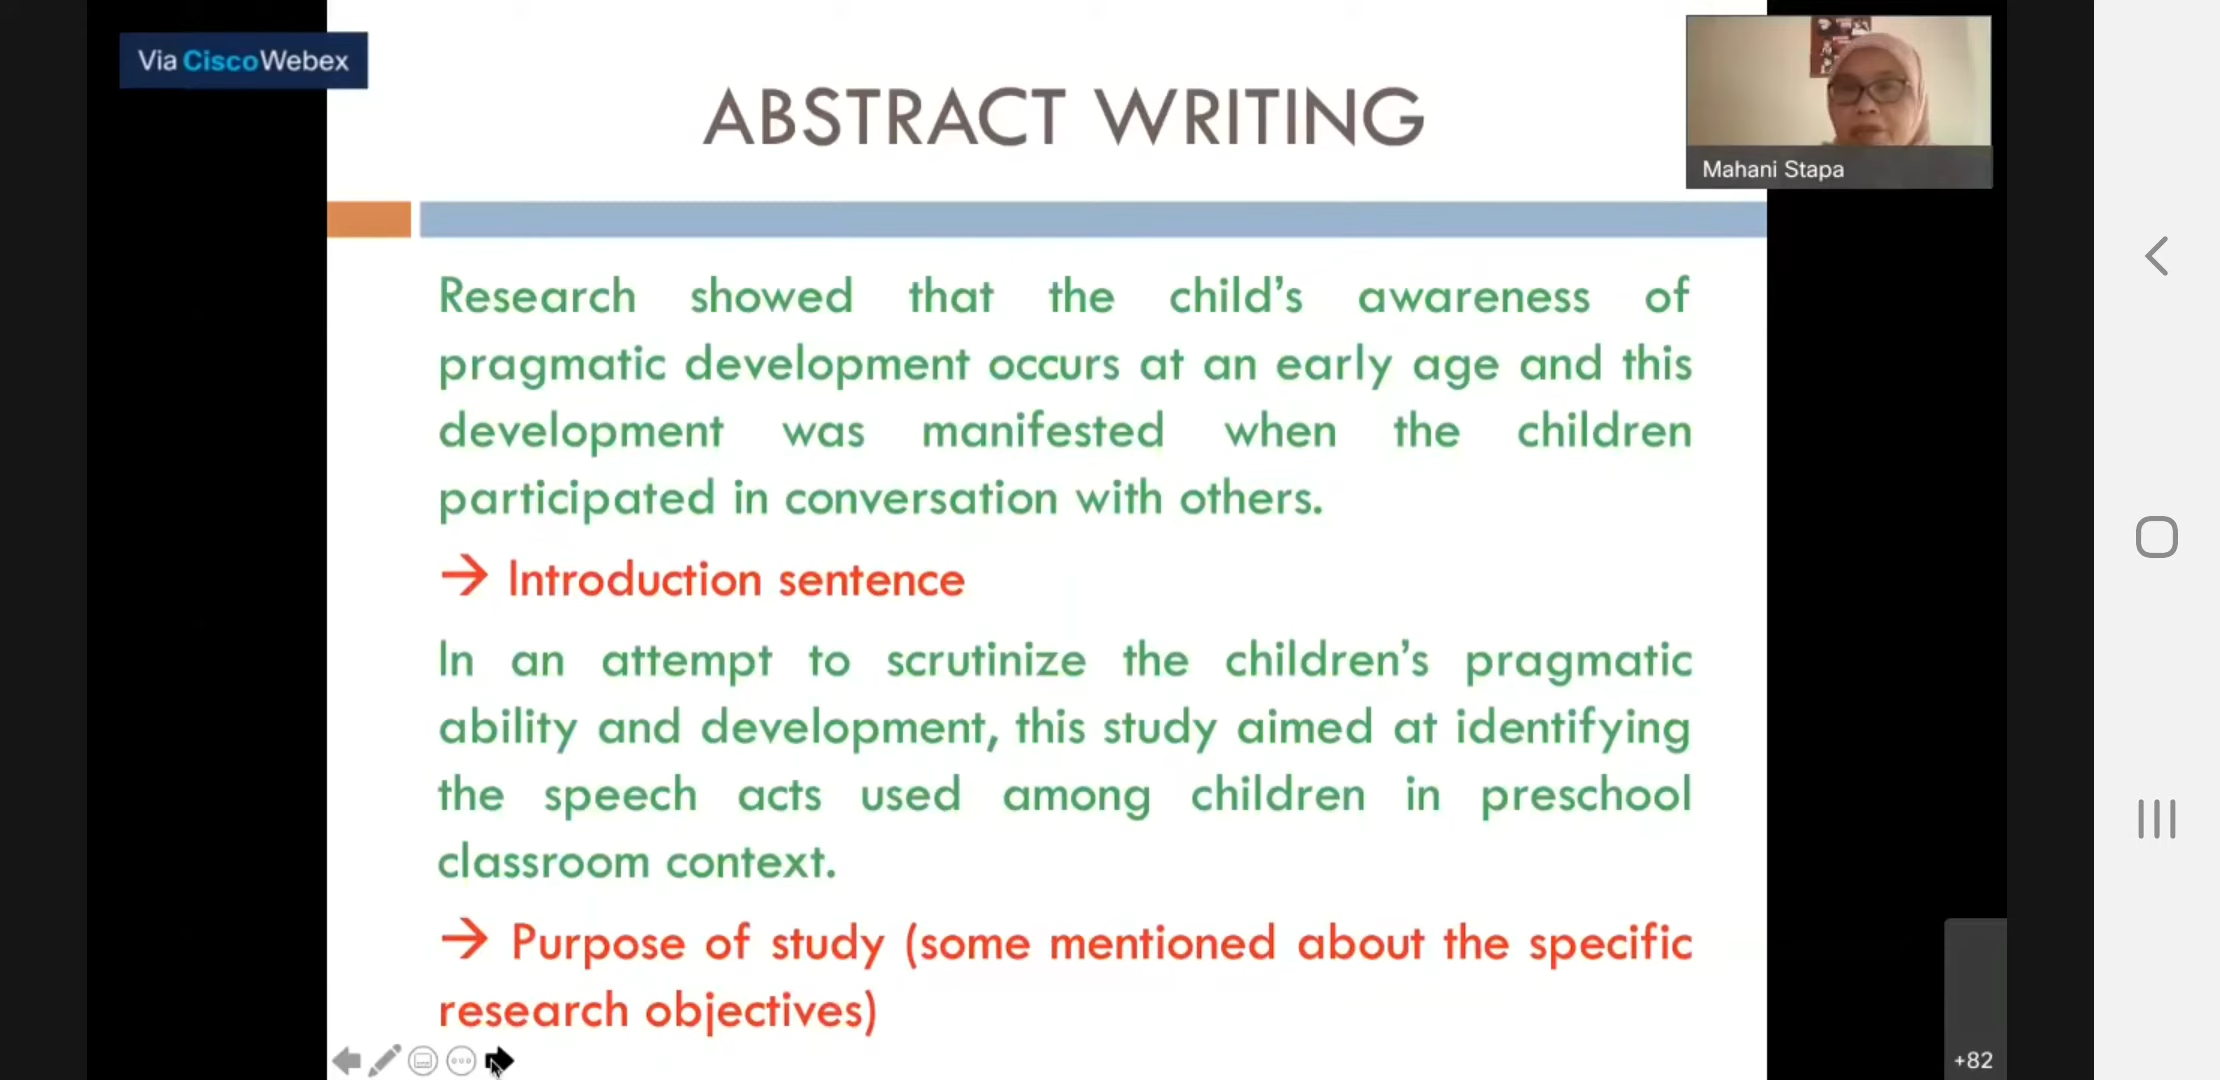 Via CiscoWebex
ABSTRACT WRITING
Mahani Stapa
Research showed that the child's awareness of
pragmatic development occurs at an early age and this
development was manifested when the children
participated in conversation with others.
→ Introduction sentence
In an attempt to scrutinize the children's pragmatic
ability and development, this study aimed at identifying
the speech acts used among children in preschool
classroom context.
→ Purpose of study (some mentioned about the specific
research objectives)
+82